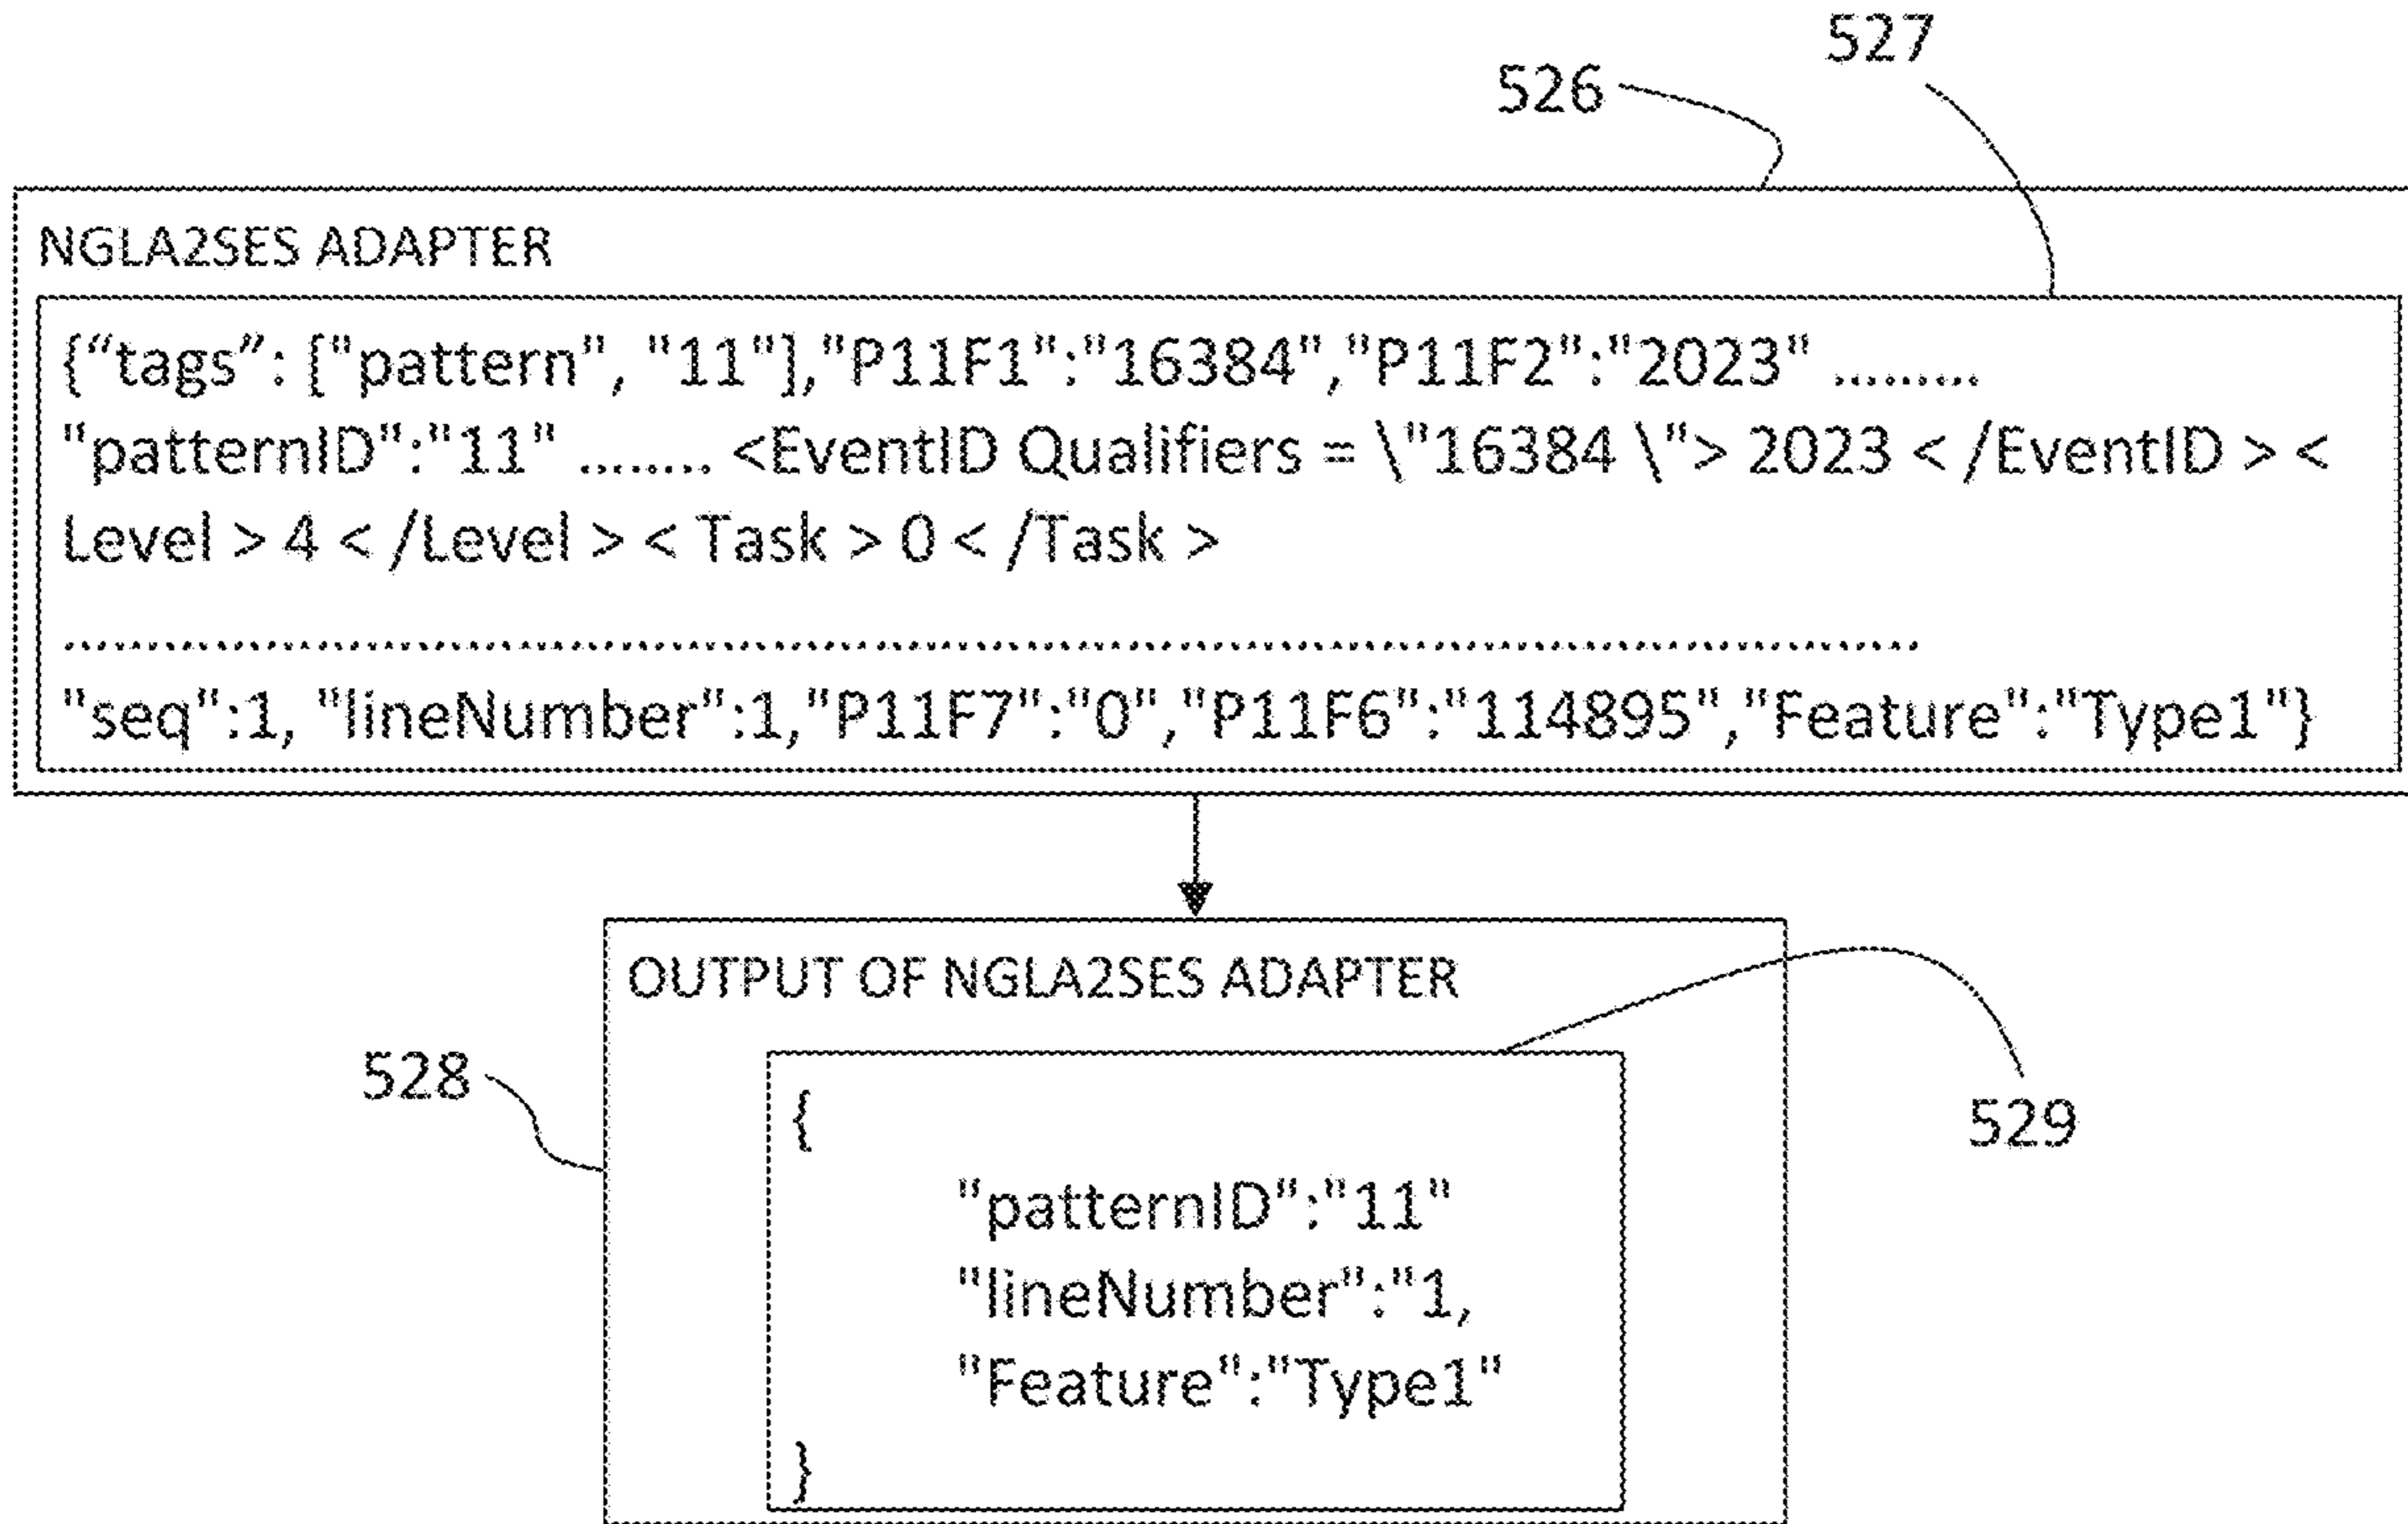 527
526
NGLA2SES ADAPTER
{“tags”: ["pattern", "11"],"P11F1":"16384","P11F2":"2023" .........
"patternID":"11" ........ <EventID Qualifiers = \"16384 \"> 2023 < /EventID > <
Level > 4 < /Level > < Task > 0 < /Task >
................................................................................................................
"seq":1, "lineNumber":1,"P11F7":"0","P11F6":"114895","Feature":"Type1"}
OUTPUT OF NGLA2SES ADAPTER
528
529
{
"patternID":"11"
"lineNumber":"1,
"Feature":"Type1"
}